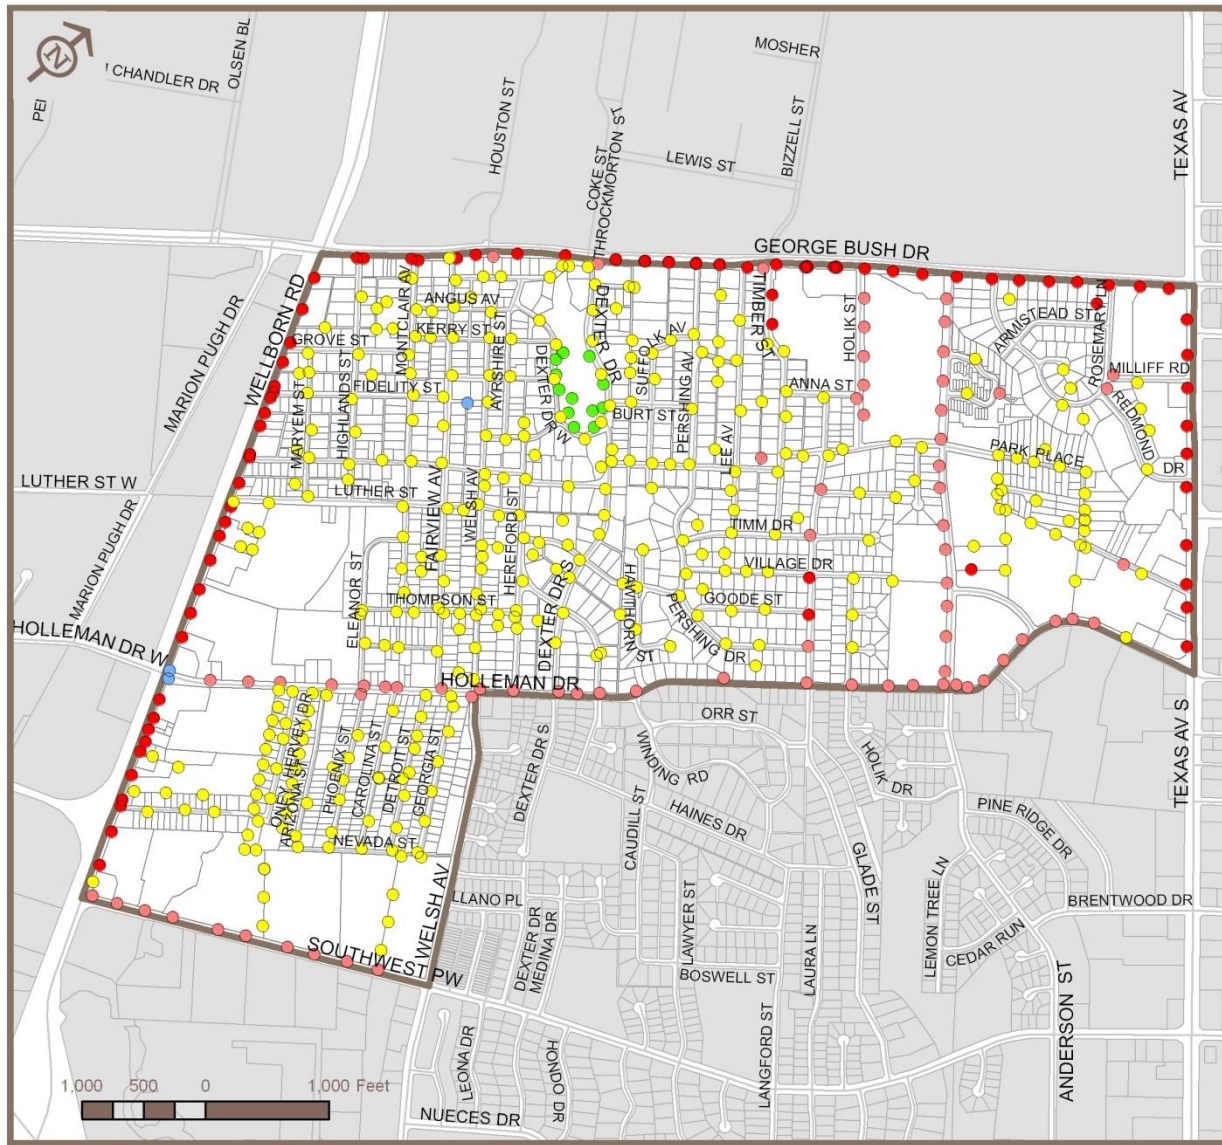 N
PEI
CHANDLER DR
OLSEN BL
HOUSTON ST
COKE ST
THROCKMORTON ST
LEWIS ST
MOSHER
BIZZELL ST
TEXAS AV
GEORGE BUSH DR
WELLBORN RD
MARION PUGH DR
MONTCLAIR AV
ANGUS AV
KERRY ST
GROVE ST
AYRSHIRE ST
DEXTER DR W
DEXTER DR
SUFFOLK AV
TIMBER ST
HOLIK ST
ARMISTEAD ST
ROSEMARY LN
MILLIFF RD
MARYEM ST
HIGHLANDS ST
FIDELITY ST
BURT ST
PERSHING AV
ANNA ST
LEE AV
REDMOND
DR
PARK PLACE
LUTHER ST W
LUTHER ST
FAIRVIEW AV
WELSH AV
HEREFORD ST
TIMM DR
MARION PUGH DR
ELEANOR ST
VILLAGE DR
THOMPSON ST
DEXTER DR S
HAWTHORN ST
PERSHING DR
GOODE ST
HOLLEMAN DR W
HOLLEMAN DR
ONEY HERVEY DR
ARIZONA ST
PHOENIX ST
CAROLINA ST
DETROIT ST
GEORGIA ST
NEVADA ST
ORR ST
WINDING RD
HOLIK DR
DEXTER DR S
CAUDILL ST
HAINES DR
PINE RIDGE DR
TEXAS AV S
GLADE ST
LEMON TREE LN
BRENTWOOD DR
LLANO PL
WELSH AV
DEXTER DR
MEDINA DR
LAWYER ST
LAURA LN
CEDAR RUN
BOSWELL ST
SOUTHWEST PW
LANGFORD ST
ANDERSON ST
LEONA DR
HONDO DR
NUECES DR
1,000 500 0 1,000 Feet